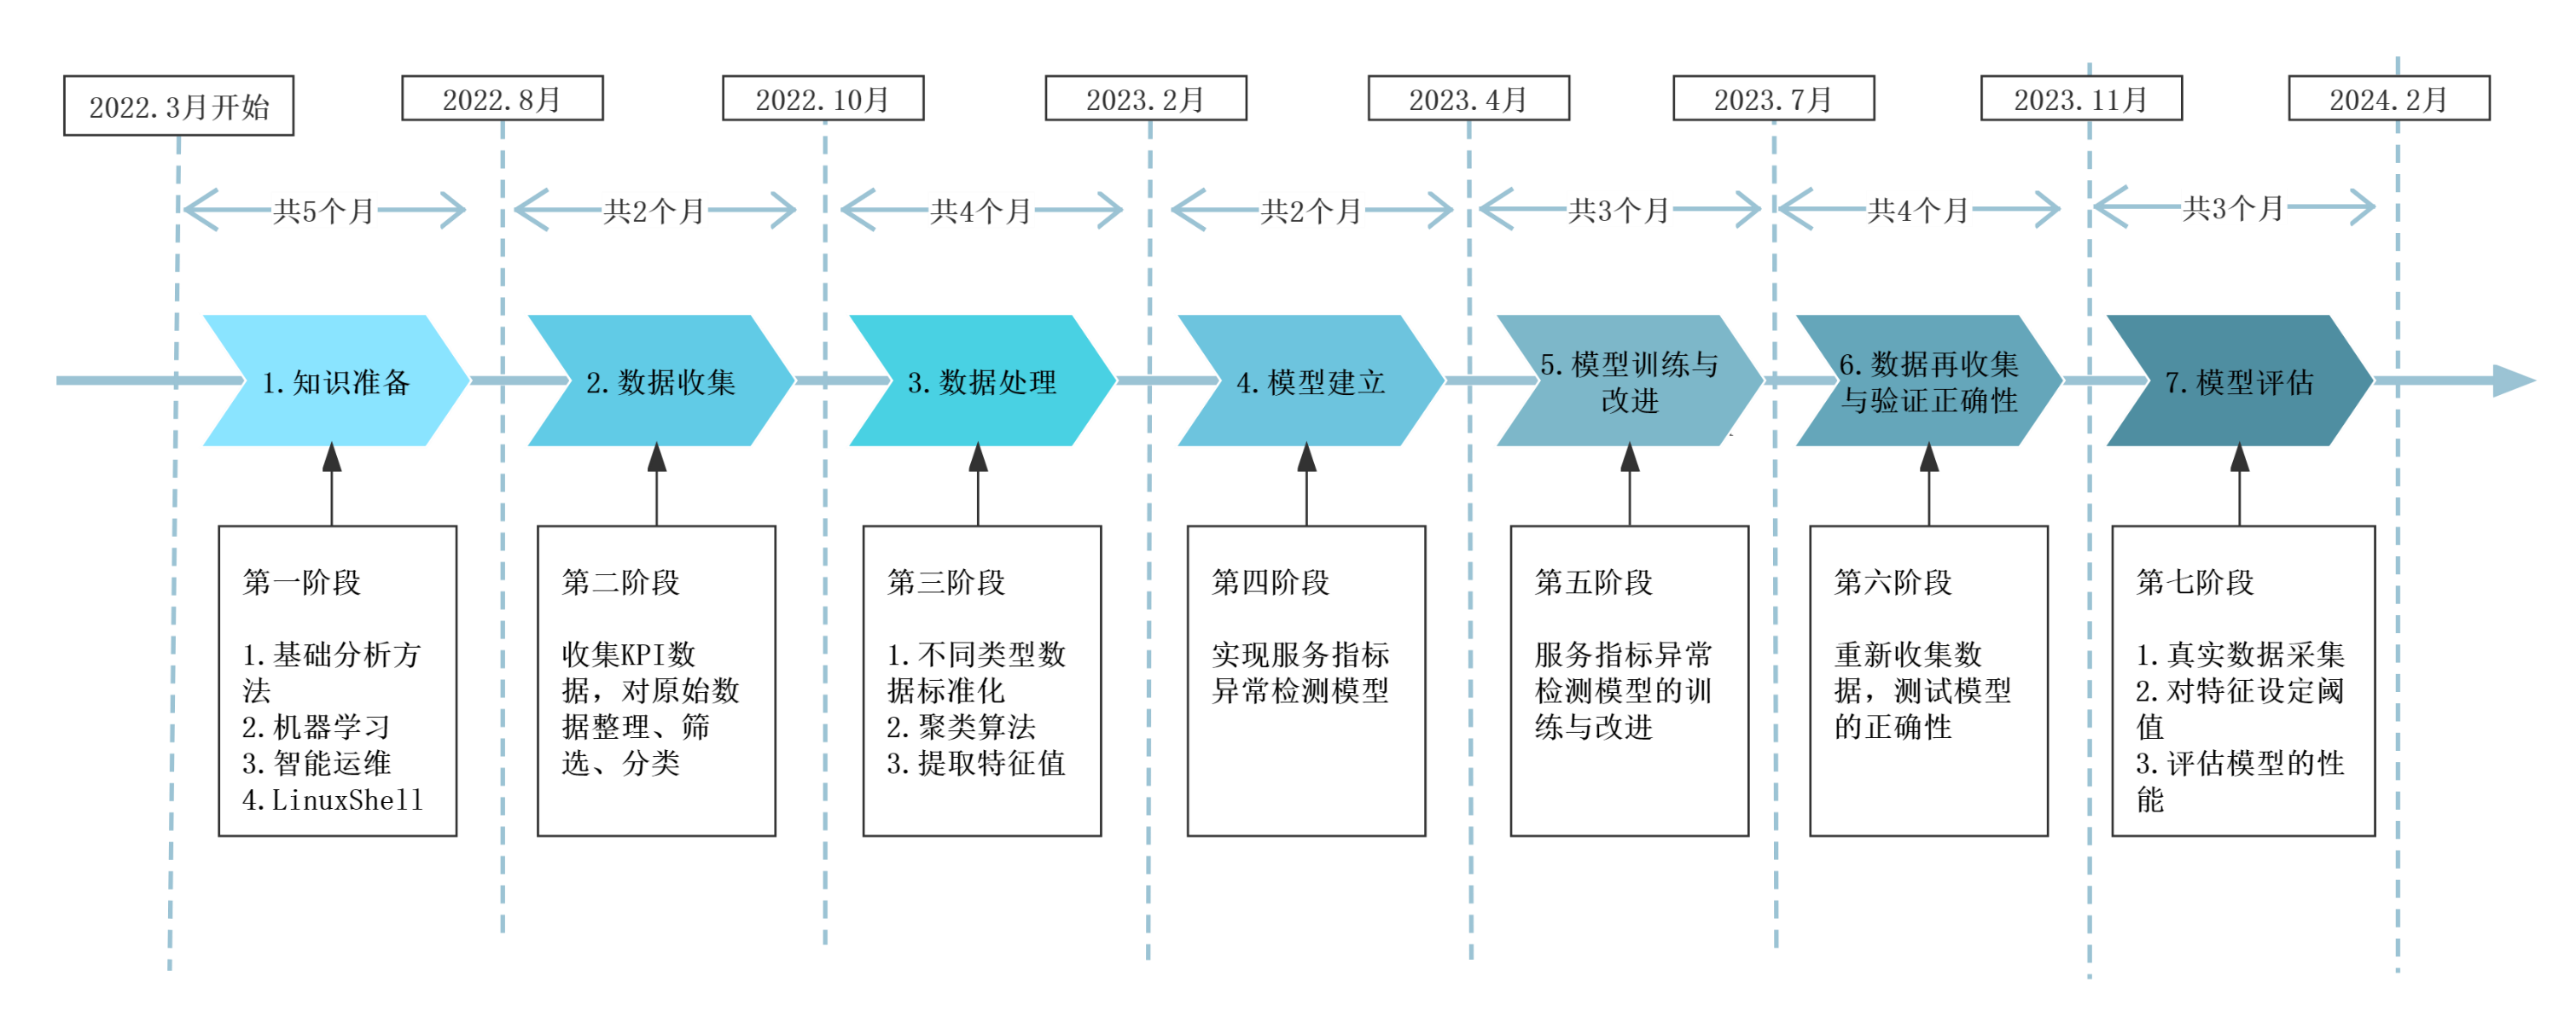 2022.3月开始
2022.8月
2022.10月
2023.2月
2023.4月
2023.7月
2023.11月
2024.2月
共5个月
共2个月
共4个月
共2个月
共3个月
共4个月
共3个月
1.知识准备
2.数据收集
3.数据处理
4.模型建立
5.模型训练与
改进
6.数据再收集
与验证正确性
7.模型评估
第一阶段
1.基础分析方
法
2.机器学习
3.智能运维
4.LinuxShell
第二阶段
收集KPI数
据，对原始数
据整理、筛
选、分类
第三阶段
1.不同类型数
据标准化
2.聚类算法
3.提取特征值
第四阶段
实现服务指标
异常检测模型
第五阶段
服务指标异常
检测模型的训
练与改进
第六阶段
重新收集数
据，测试模型
的正确性
第七阶段
1.真实数据采集
2.对特征设定阈
值
3.评估模型的性
能